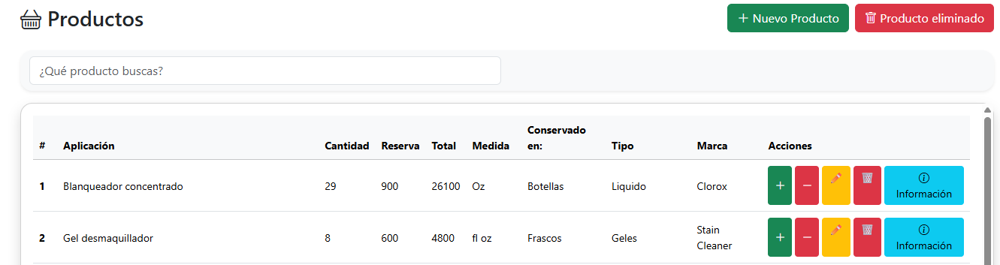 Productos
+ Nuevo Producto
Producto eliminado
¿Qué producto buscas?
# Aplicación Cantidad Reserva Total Medida Conservado en: Tipo Marca Acciones
1 Blanqueador concentrado 29 900 26100 Oz Botellas Liquido Clorox + − Información
2 Gel desmaquillador 8 600 4800 fl oz Frascos Geles Stain Cleaner + − Información